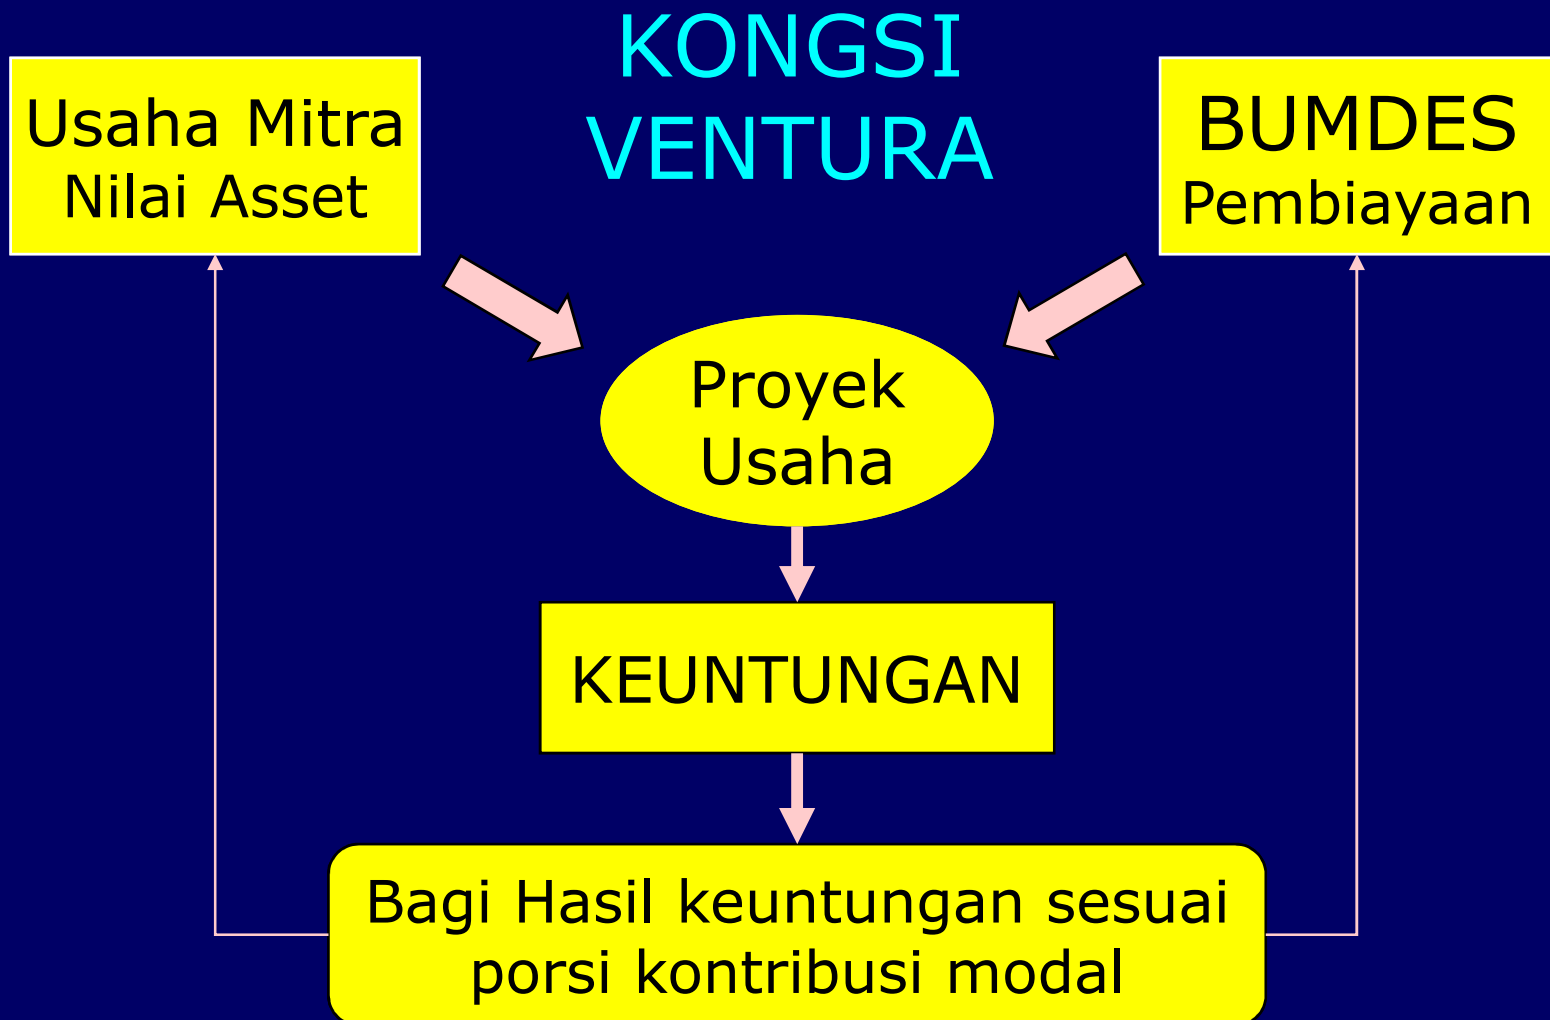 KONGSI
VENTURA
Usaha Mitra
Nilai Asset
BUMDES
Pembiayaan
Proyek
Usaha
KEUNTUNGAN
Bagi Hasil keuntungan sesuai
porsi kontribusi modal